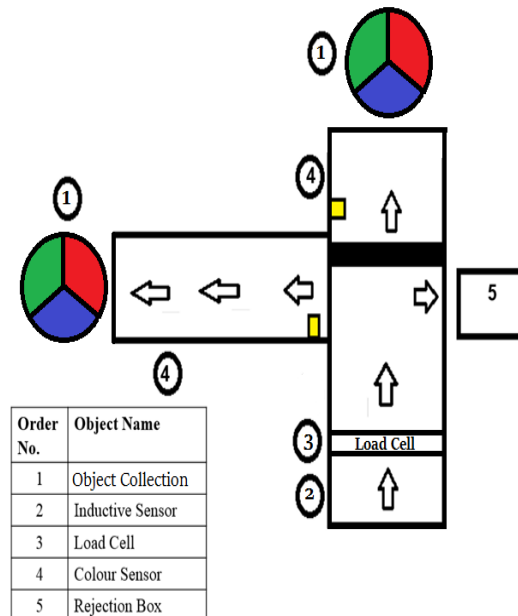 1
4
1
5
4
3 Load Cell
2
Order No. Object Name
1 Object Collection
2 Inductive Sensor
3 Load Cell
4 Colour Sensor
5 Rejection Box